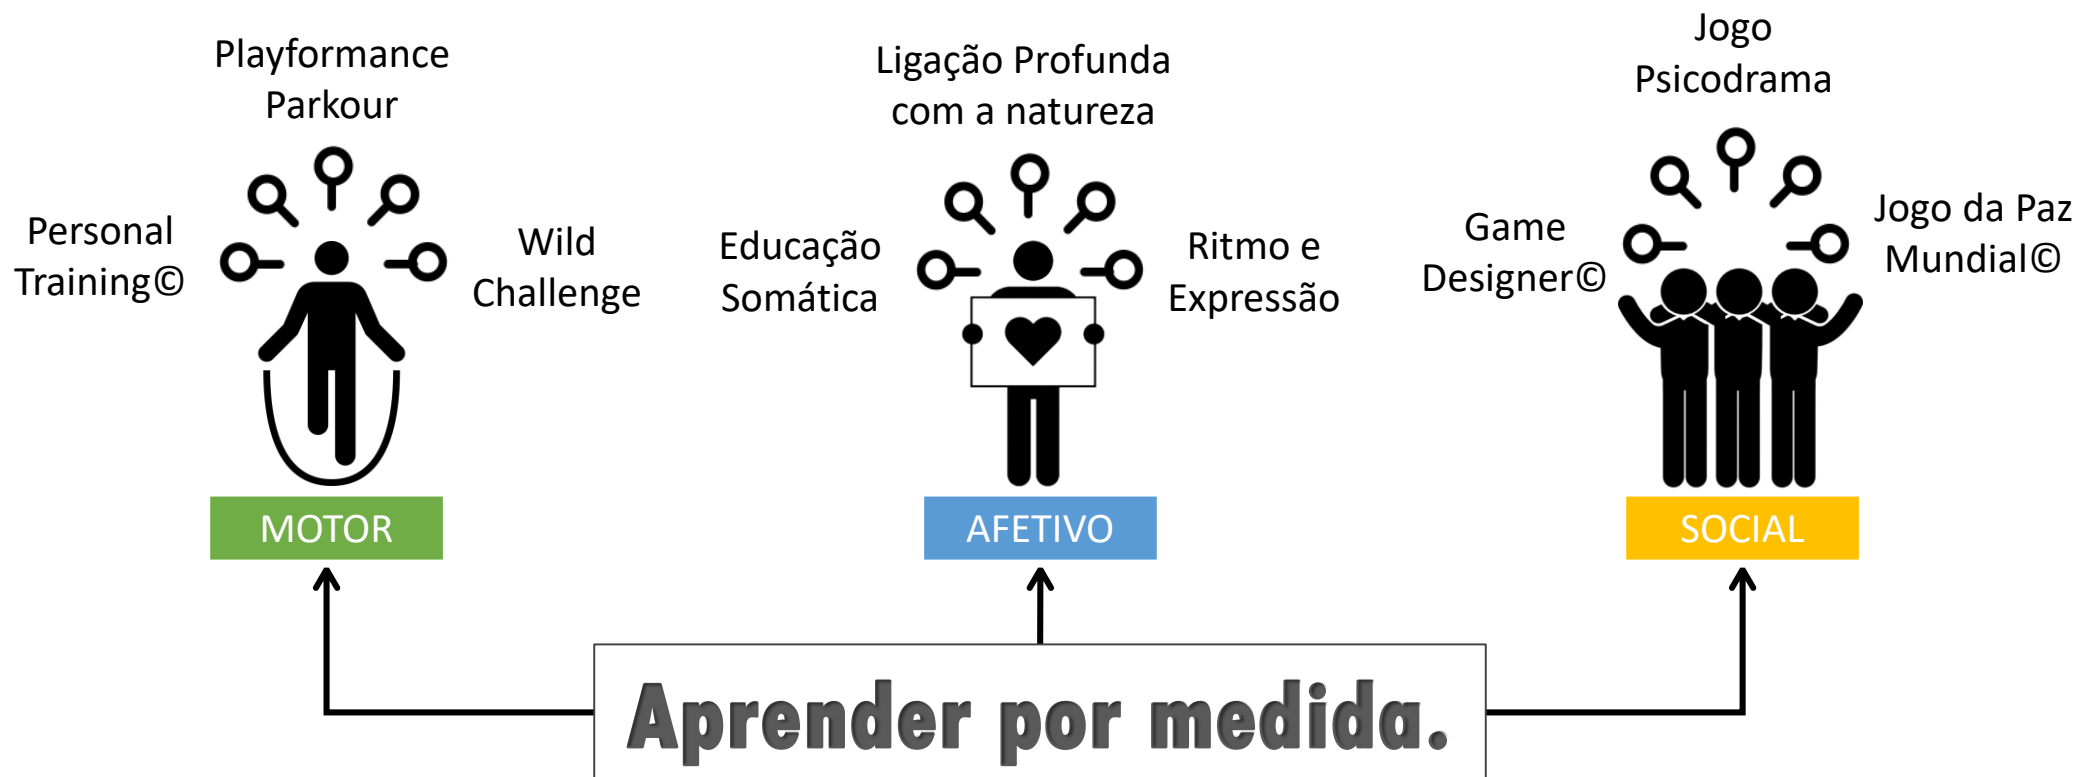 Playformance
Parkour
Personal
Training©
Wild
Challenge
MOTOR
Ligação Profunda
com a natureza
Educação
Somática
Ritmo e
Expressão
AFETIVO
Jogo
Psicodrama
Game
Designer©
Jogo da Paz
Mundial©
SOCIAL
Aprender por medida.